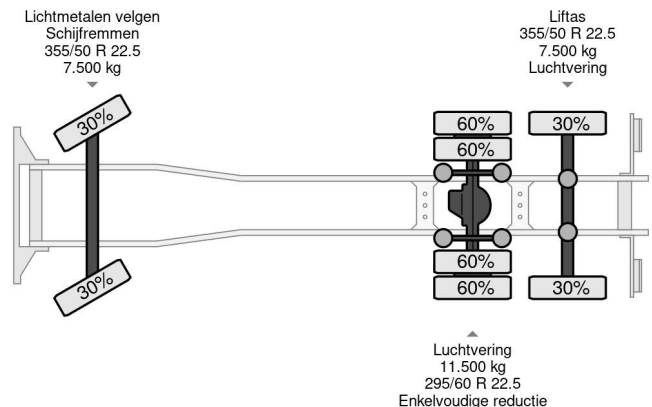 Lichtmetalen velgen
Schijfremmen
355/50 R 22.5
7.500 kg
Liftas
355/50 R 22.5
7.500 kg
Luchtvering
30%
60%
30%
60%
60%
30%
60%
30%
Luchtvering
11.500 kg
295/60 R 22.5
Enkelvoudige reductie